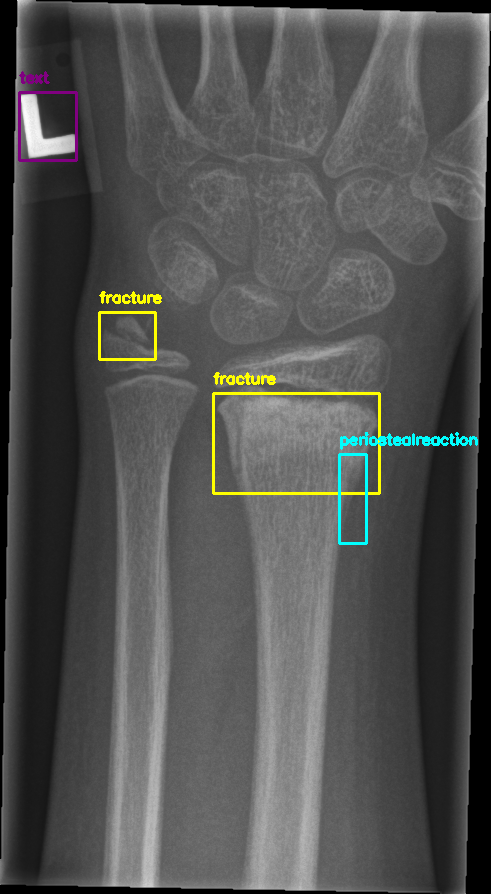 text
L
fracture
fracture
periostealreaction